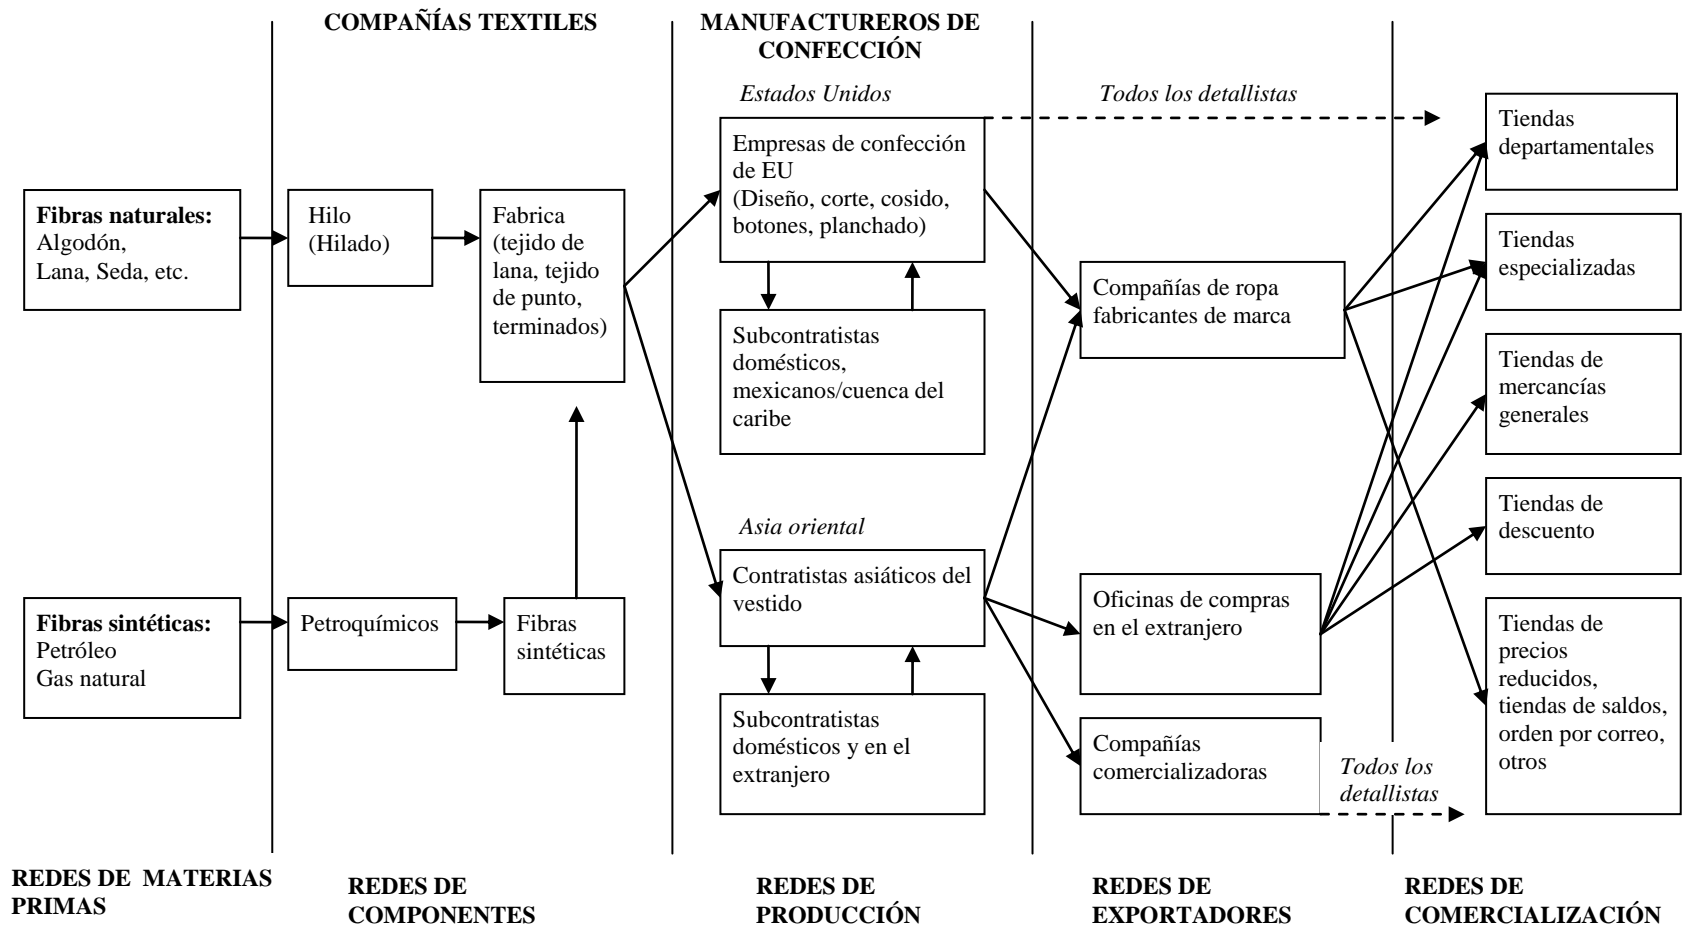 COMPAÑÍAS TEXTILES
MANUFACTUREROS DE
CONFECCIÓN
Estados Unidos
Todos los detallistas
Fibras naturales:
Algodón,
Lana, Seda, etc.
Hilo
(Hilado)
Fabrica
(tejido de
lana, tejido
de punto,
terminados)
Empresas de confección
de EU
(Diseño, corte, cosido,
botones, planchado)
Subcontratistas
domésticos,
mexicanos/cuenca del
caribe
Compañías de ropa
fabricantes de marca
Tiendas
departamentales
Tiendas
especializadas
Tiendas de
mercancías
generales
Tiendas de
descuento
Tiendas de
precios
reducidos,
tiendas de saldos,
orden por correo,
otros
Asia oriental
Fibras sintéticas:
Petróleo
Gas natural
Petroquímicos
Fibras
sintéticas
Contratistas asiáticos del
vestido
Subcontratistas
domésticos y en el
extranjero
Oficinas de compras
en el extranjero
Compañías
comercializadoras
Todos los
detallistas
REDES DE MATERIAS
PRIMAS
REDES DE
COMPONENTES
REDES DE
PRODUCCIÓN
REDES DE
EXPORTADORES
REDES DE
COMERCIALIZACIÓN